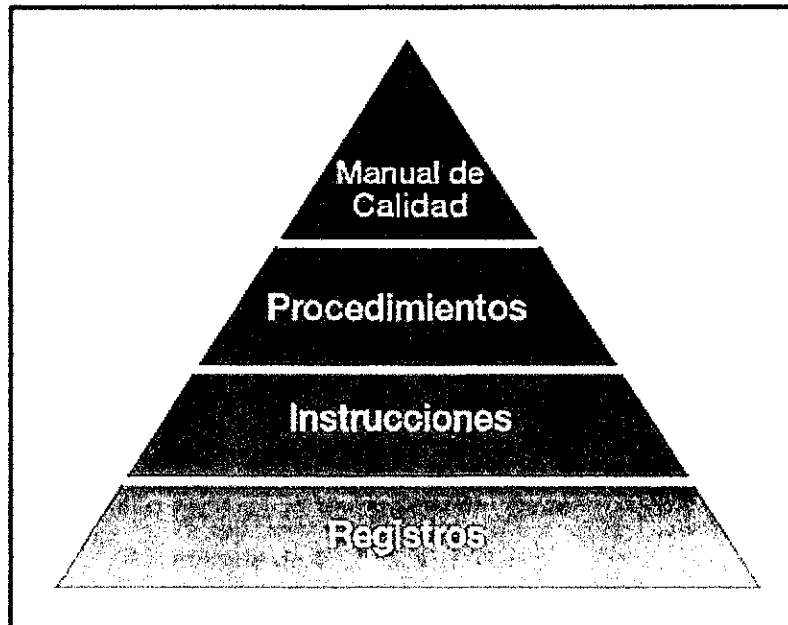 Manual de
Calidad
Procedimientos
Instrucciones
Registros